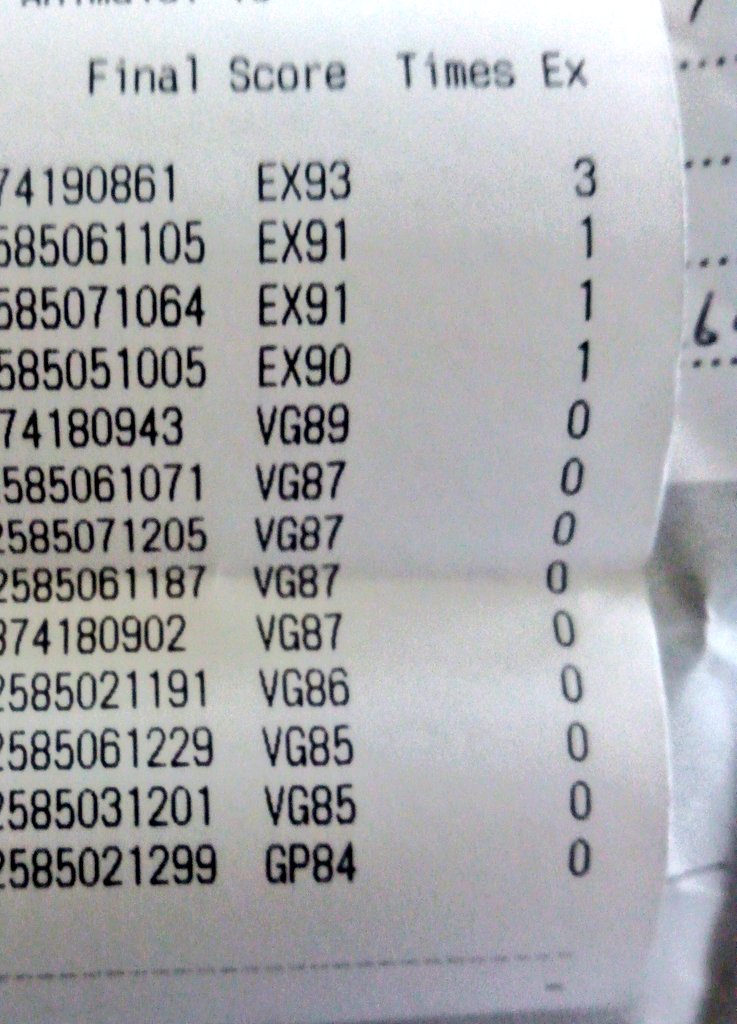 Final Score Times Ex
74190861 EX93 3
585061105 EX91 1
585071064 EX91 1
585051005 EX90 1
74180943 VG89 0
585061071 VG87 0
2585071205 VG87 0
2585061187 VG87 0
874180902 VG87 0
2585021191 VG86 0
2585061229 VG85 0
2585031201 VG85 0
2585021299 GP84 0